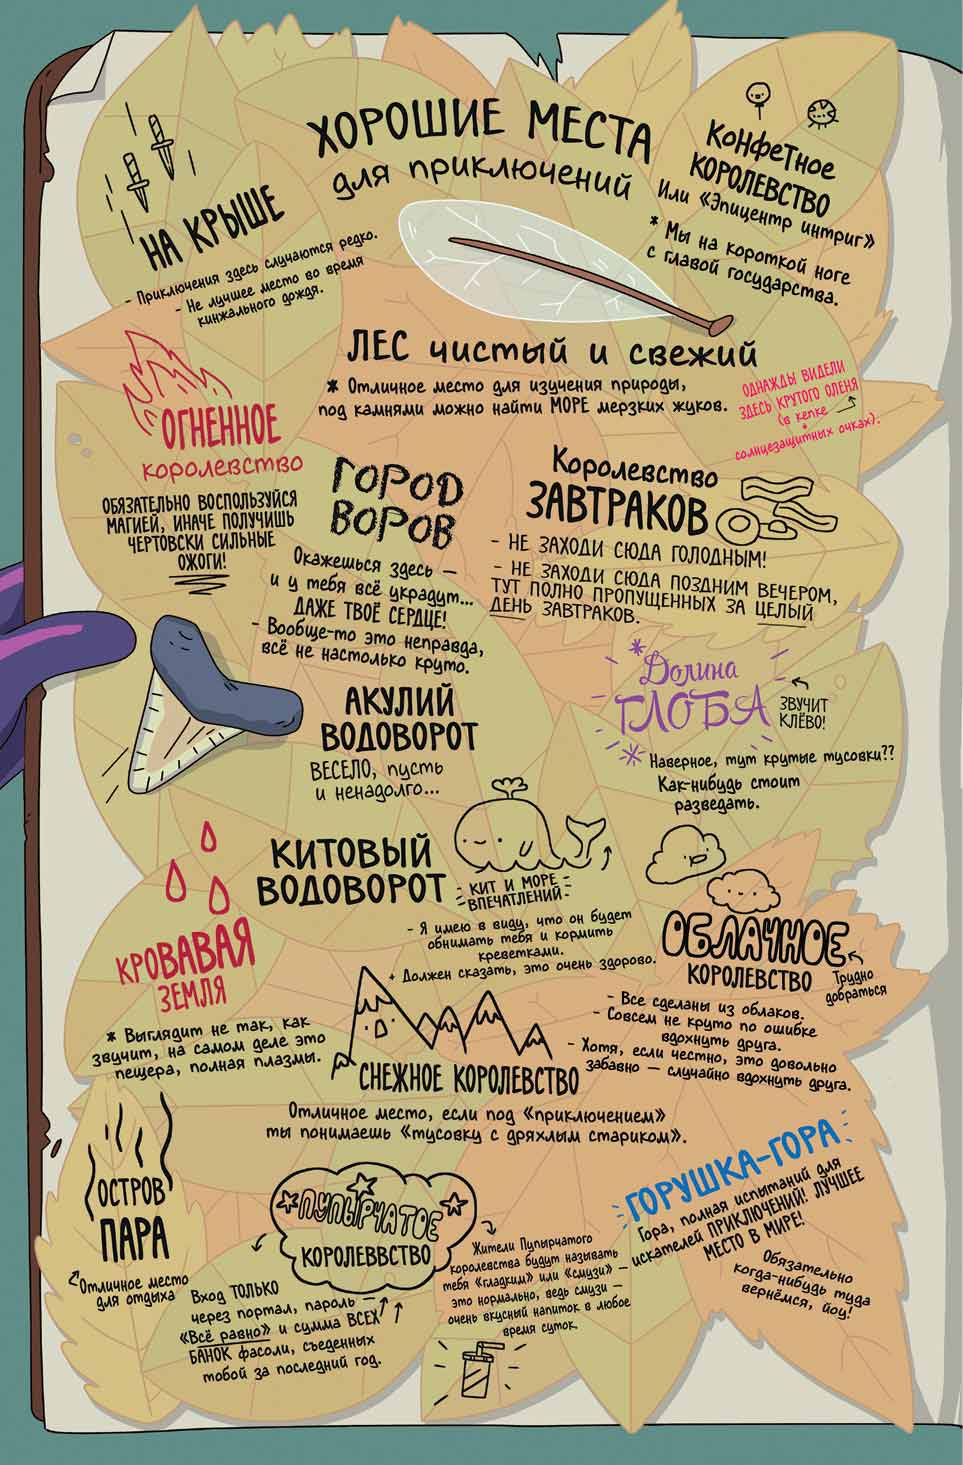 ХОРОШИЕ МЕСТА
для приключений
НА КРЫШЕ
- Приключения здесь случаются редко.
- Не лучшее место во время
кинжального дождя.
КОНФЕТНОЕ
КОРОЛЕВСТВО
Или «Эпицентр интриг»
* Мы на короткой ноге
с главой государства.
ЛЕС чистый и свежий
* Отличное место для изучения природы,
под камнями можно найти МОРЕ мерзких жуков.
ОДНАЖДЫ ВИДЕЛИ
ЗДЕСЬ КРУТОГО ОЛЕНЯ
(в кепке
+
солнцезащитных очках).
ОГНЕННОЕ
королевство
ОБЯЗАТЕЛЬНО ВОСПОЛЬЗУЙСЯ
МАГИЕЙ, ИНАЧЕ ПОЛУЧИШЬ
ЧЕРТОВСКИ СИЛЬНЫЕ
ОЖОГИ!
ГОРОД
ВОРОВ
Окажешься здесь —
и у тебя всё украдут...
ДАЖЕ ТВОЁ СЕРДЦЕ!
- Вообще-то это неправда,
всё не настолько круто.
Королевство
ЗАВТРАКОВ
- НЕ ЗАХОДИ СЮДА ГОЛОДНЫМ!
- НЕ ЗАХОДИ СЮДА ПОЗДНИМ ВЕЧЕРОМ,
ТУТ ПОЛНО ПРОПУЩЕННЫХ ЗА ЦЕЛЫЙ
ДЕНЬ ЗАВТРАКОВ.
Долина
ГЛОБА
ЗВУЧИТ
КЛЁВО!
Наверное, тут крутые тусовки??
Как-нибудь стоит
разведать.
АКУЛИЙ
ВОДОВОРОТ
ВЕСЕЛО, пусть
и ненадолго...
КИТОВЫЙ
ВОДОВОРОТ
- КИТ И МОРЕ -
- ВПЕЧАТЛЕНИЙ -
- Я имею в виду, что он будет
обнимать тебя и кормить
креветками.
+ Должен сказать, это очень здорово.
КРОВАВАЯ
ЗЕМЛЯ
* Выглядит не так, как
звучит, на самом деле это
пещера, полная плазмы.
ОБЛАЧНОЕ
КОРОЛЕВСТВО
Трудно
добраться
- Все сделаны из облаков.
- Совсем не круто по ошибке
вдохнуть друга.
- Хотя, если честно, это довольно
забавно — случайно вдохнуть друга.
СНЕЖНОЕ КОРОЛЕВСТВО
Отличное место, если под «приключением»
ты понимаешь «тусовку с дряхлым стариком».
ОСТРОВ
ПАРА
Отличное место
для отдыха
ПУПЫРЧАТОЕ
КОРОЛЕВВСТВО
Вход ТОЛЬКО
через портал, пароль —
«Всё равно» и сумма ВСЕХ
БАНОК фасоли, съеденных
тобой за последний год.
Жители Пупырчатого
королевства будут называть
тебя «гладким» или «смузи» —
это нормально, ведь смузи —
очень вкусный напиток в любое
время суток.
ГОРУШКА-ГОРА
Гора, полная испытаний для
искателей ПРИКЛЮЧЕНИЙ! ЛУЧШЕЕ
МЕСТО В МИРЕ!
Обязательно
когда-нибудь туда
вернёмся, йоу!